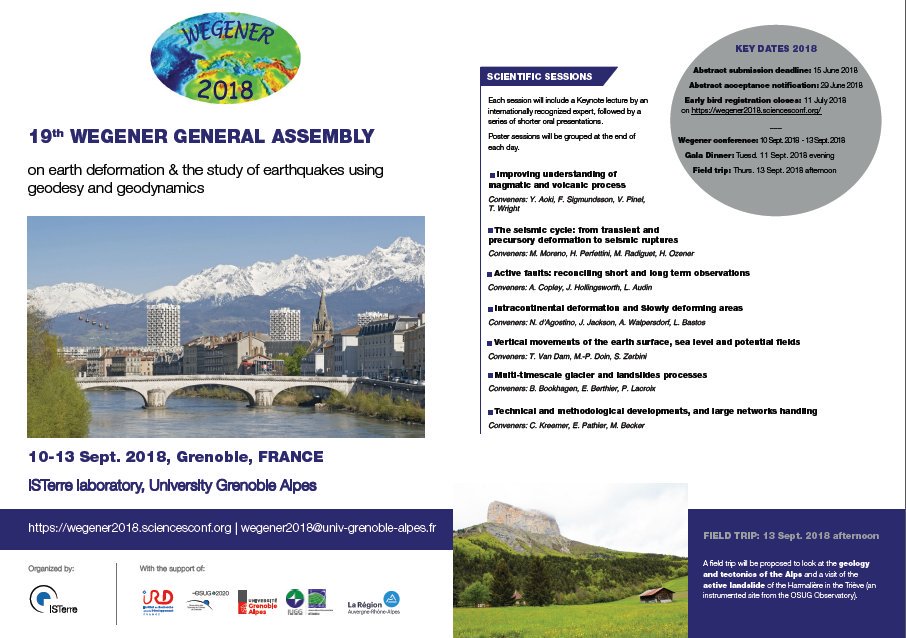 WEGENER
2018
19th WEGENER GENERAL ASSEMBLY
on earth deformation & the study of earthquakes using
geodesy and geodynamics
10-13 Sept. 2018, Grenoble, FRANCE
ISTerre laboratory, University Grenoble Alpes
https://wegener2018.sciencesconf.org | wegener2018@univ-grenoble-alpes.fr
Organized by:
ISTerre
With the support of:
IRD
OSUG@2020
UNIVERSITÉ
Grenoble
Alpes
IUGG
La Région
Auvergne-Rhône-Alpes
SCIENTIFIC SESSIONS
Each session will include a Keynote lecture by an
internationally recognized expert, followed by a
series of shorter oral presentations.
Poster sessions will be grouped at the end of
each day.
Improving understanding of
magmatic and volcanic process
Conveners: Y. Aoki, F. Sigmundsson, V. Pinel,
T. Wright
The seismic cycle: from transient and
precursory deformation to seismic ruptures
Conveners: M. Moreno, H. Perfettini, M. Radiguet, H. Ozener
Active faults: reconciling short and long term observations
Conveners: A. Copley, J. Hollingsworth, L. Audin
Intracontinental deformation and Slowly deforming areas
Conveners: N. d'Agostino, J. Jackson, A. Walpersdorf, L. Bastos
Vertical movements of the earth surface, sea level and potential fields
Conveners: T. Van Dam, M.-P. Doin, S. Zerbini
Multi-timescale glacier and landslides processes
Conveners: B. Bookhagen, E. Berthier, P. Lacroix
Technical and methodological developments, and large networks handling
Conveners: C. Kreemer, E. Pathier, M. Becker
KEY DATES 2018
Abstract submission deadline: 15 June 2018
Abstract acceptance notification: 29 June 2018
Early bird registration closes: 11 July 2018
on https://wegener2018.sciencesconf.org/
Wegener conference: 10 Sept. 2018 - 13 Sept. 2018
Gala Dinner: Tuesd. 11 Sept. 2018 evening
Field trip: Thurs. 13 Sept. 2018 afternoon
FIELD TRIP: 13 Sept. 2018 afternoon
A field trip will be proposed to look at the geology
and tectonics of the Alps and a visit of the
active landslide of the Harmalière in the Triève (an
instrumented site from the OSUG Observatory).